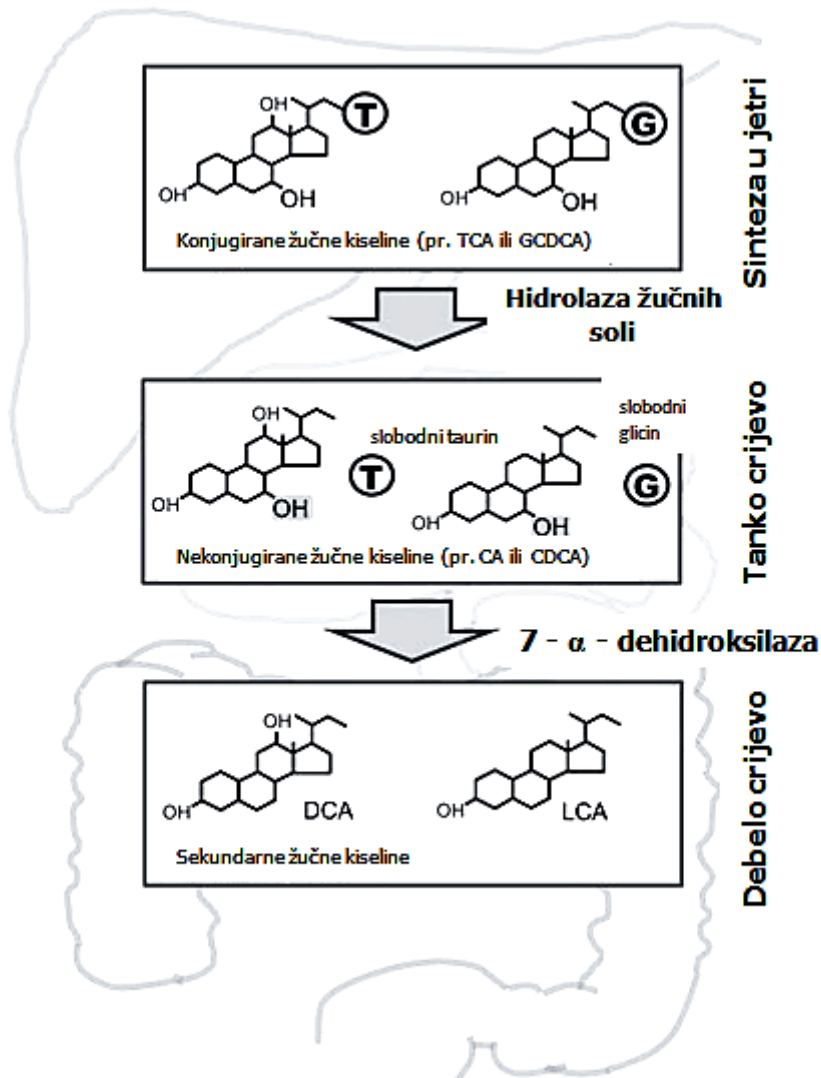 OH
T
OH
OH
G
OH
OH
Konjugirane žučne kiseline (pr. TCA ili GCDCA)
Sinteza u jetri
Hidrolaza žučnih
soli
OH
slobodni taurin
T
OH
OH
slobodni
glicin
G
OH
OH
Nekonjugirane žučne kiseline (pr. CA ili CDCA)
Tanko crijevo
7 - α - dehidroksilaza
OH
OH
DCA
OH
LCA
Sekundarne žučne kiseline
Debelo crijevo